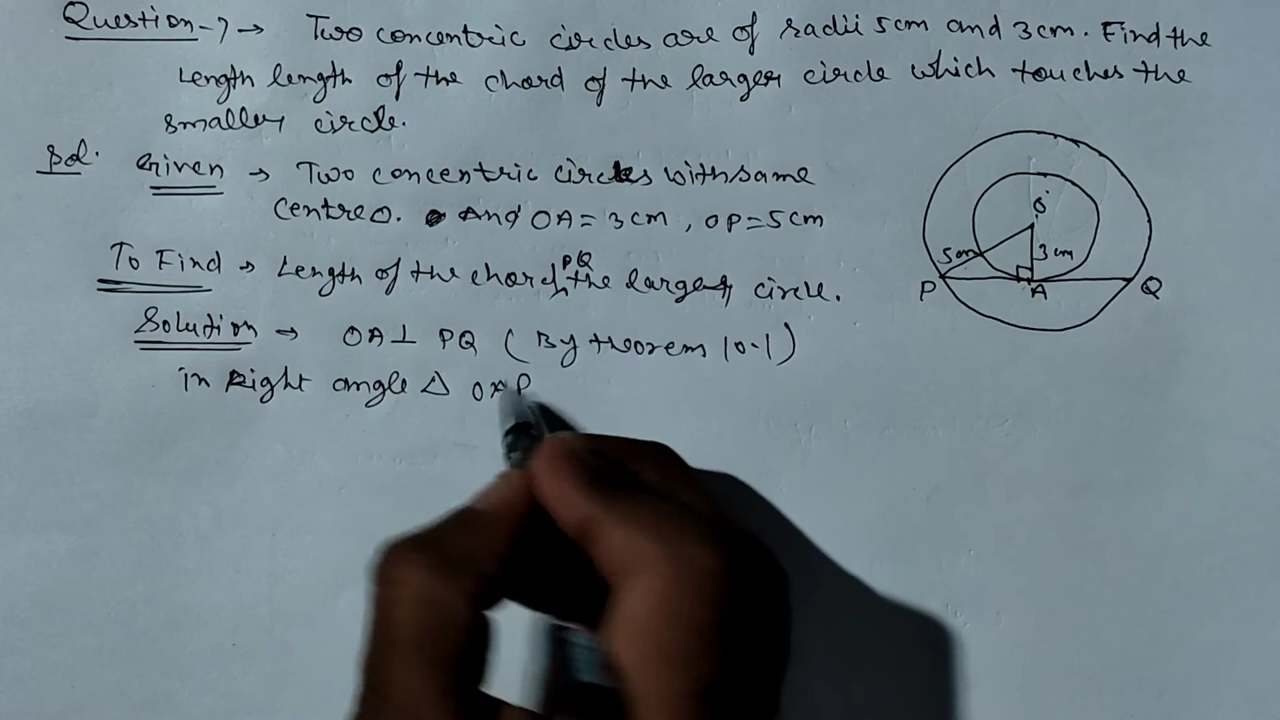 Question-7 → Two concentric circles are of radii 5cm and 3cm. Find the
Length length of the chord of the larger circle which touches the
smaller circle.
Sol. Given → Two concentric circles with same
Centre O. And OA = 3cm, OP = 5cm
To Find → Length of the chord PQ the larger circle.
Solution → OA ⊥ PQ (By theorem 10.1)
in Right angle △ OAP
O
5cm
3cm
P
A
Q